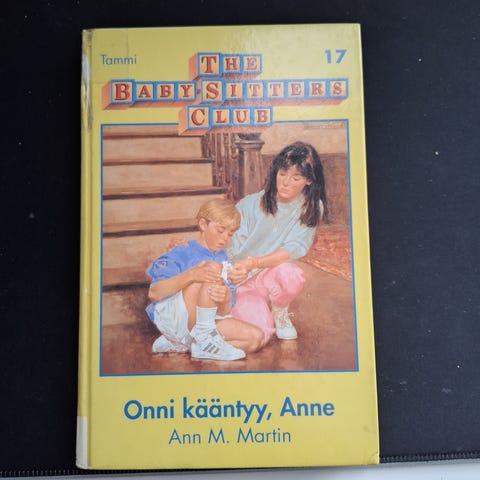 Tammi
17
THE
BABY-SITTERS
CLUB
Onni kääntyy, Anne
Ann M. Martin